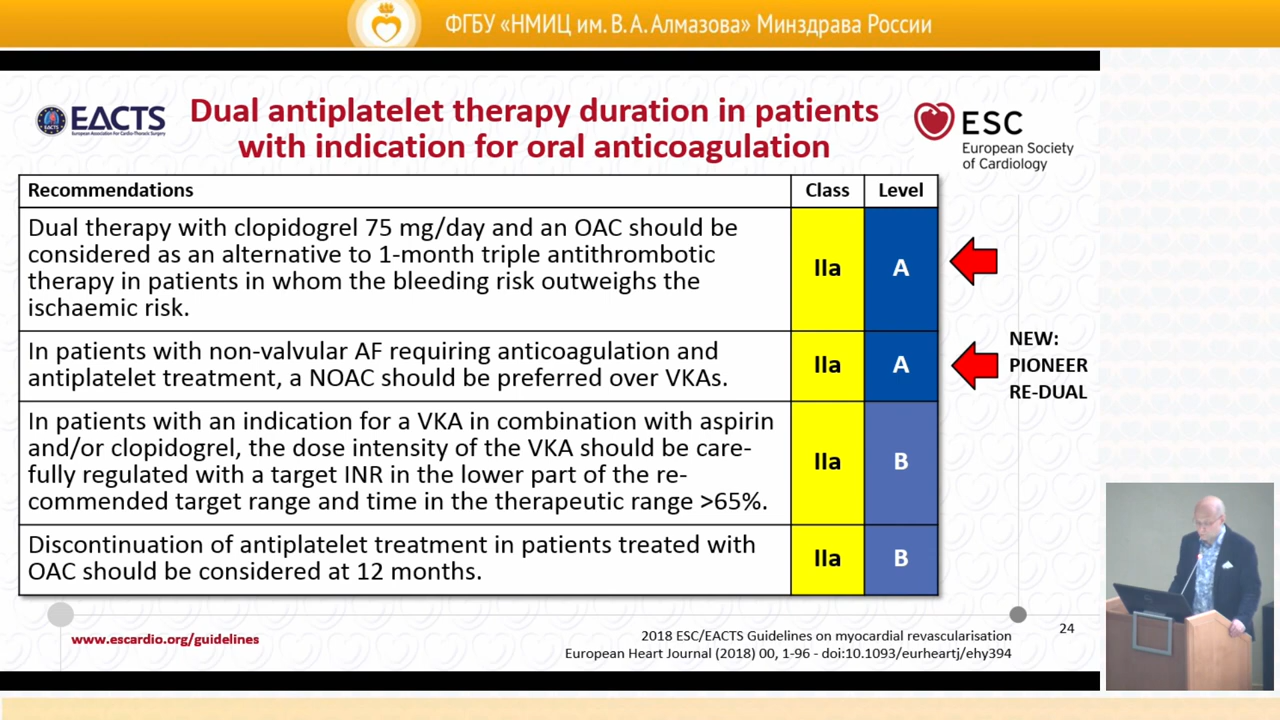 ФГБУ «НМИЦ им. В. А. Алмазова» Минздрава России
EACTS
European Association For Cardio-Thoracic Surgery
Dual antiplatelet therapy duration in patients
with indication for oral anticoagulation
ESC
European Society
of Cardiology
Recommendations Class Level
Dual therapy with clopidogrel 75 mg/day and an OAC should be
considered as an alternative to 1-month triple antithrombotic
therapy in patients in whom the bleeding risk outweighs the
ischaemic risk.
IIa A
In patients with non-valvular AF requiring anticoagulation and
antiplatelet treatment, a NOAC should be preferred over VKAs.
IIa A
NEW:
PIONEER
RE-DUAL
In patients with an indication for a VKA in combination with aspirin
and/or clopidogrel, the dose intensity of the VKA should be care-
fully regulated with a target INR in the lower part of the re-
commended target range and time in the therapeutic range >65%.
IIa B
Discontinuation of antiplatelet treatment in patients treated with
OAC should be considered at 12 months.
IIa B
www.escardio.org/guidelines
2018 ESC/EACTS Guidelines on myocardial revascularisation
European Heart Journal (2018) 00, 1-96 - doi:10.1093/eurheartj/ehy394
24